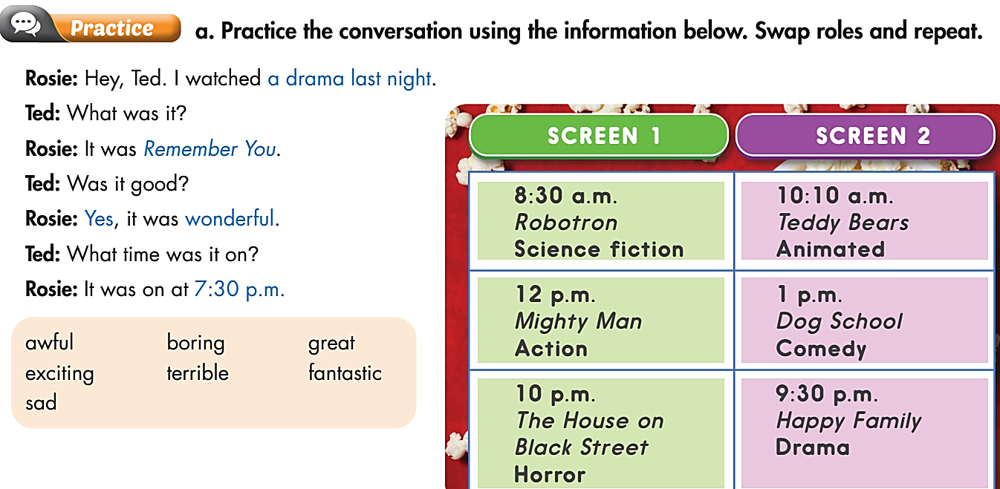 Practice
a. Practice the conversation using the information below. Swap roles and repeat.
Rosie: Hey, Ted. I watched a drama last night.
Ted: What was it?
Rosie: It was Remember You.
Ted: Was it good?
Rosie: Yes, it was wonderful.
Ted: What time was it on?
Rosie: It was on at 7:30 p.m.
awful boring great
exciting terrible fantastic
sad
SCREEN 1
8:30 a.m.
Robotron
Science fiction
12 p.m.
Mighty Man
Action
10 p.m.
The House on
Black Street
Horror
SCREEN 2
10:10 a.m.
Teddy Bears
Animated
1 p.m.
Dog School
Comedy
9:30 p.m.
Happy Family
Drama